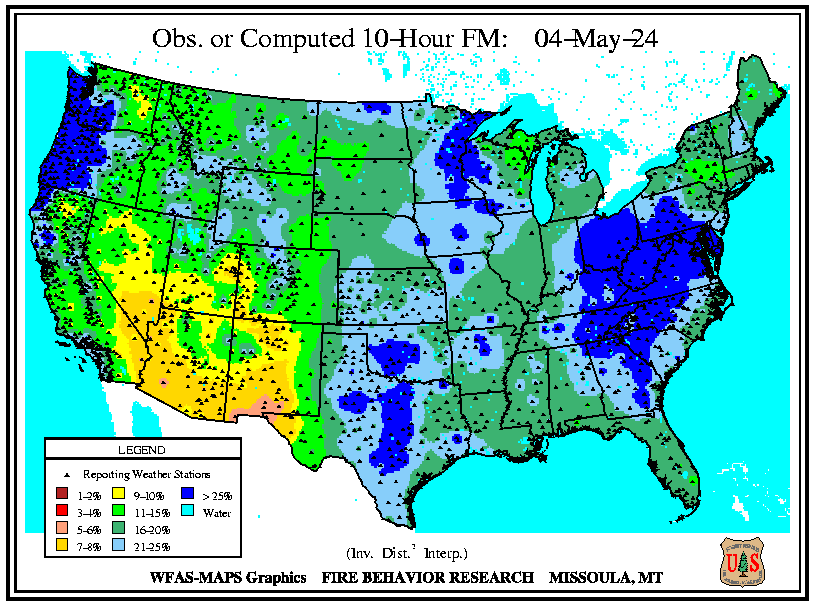 Obs. or Computed 10-Hour FM: 04-May-24
LEGEND
Reporting Weather Stations
1-2% 9-10% > 25%
3-4% 11-15% Water
5-6% 16-20%
7-8% 21-25%
(Inv. Dist.² Interp.)
WFAS-MAPS Graphics FIRE BEHAVIOR RESEARCH MISSOULA, MT
U S